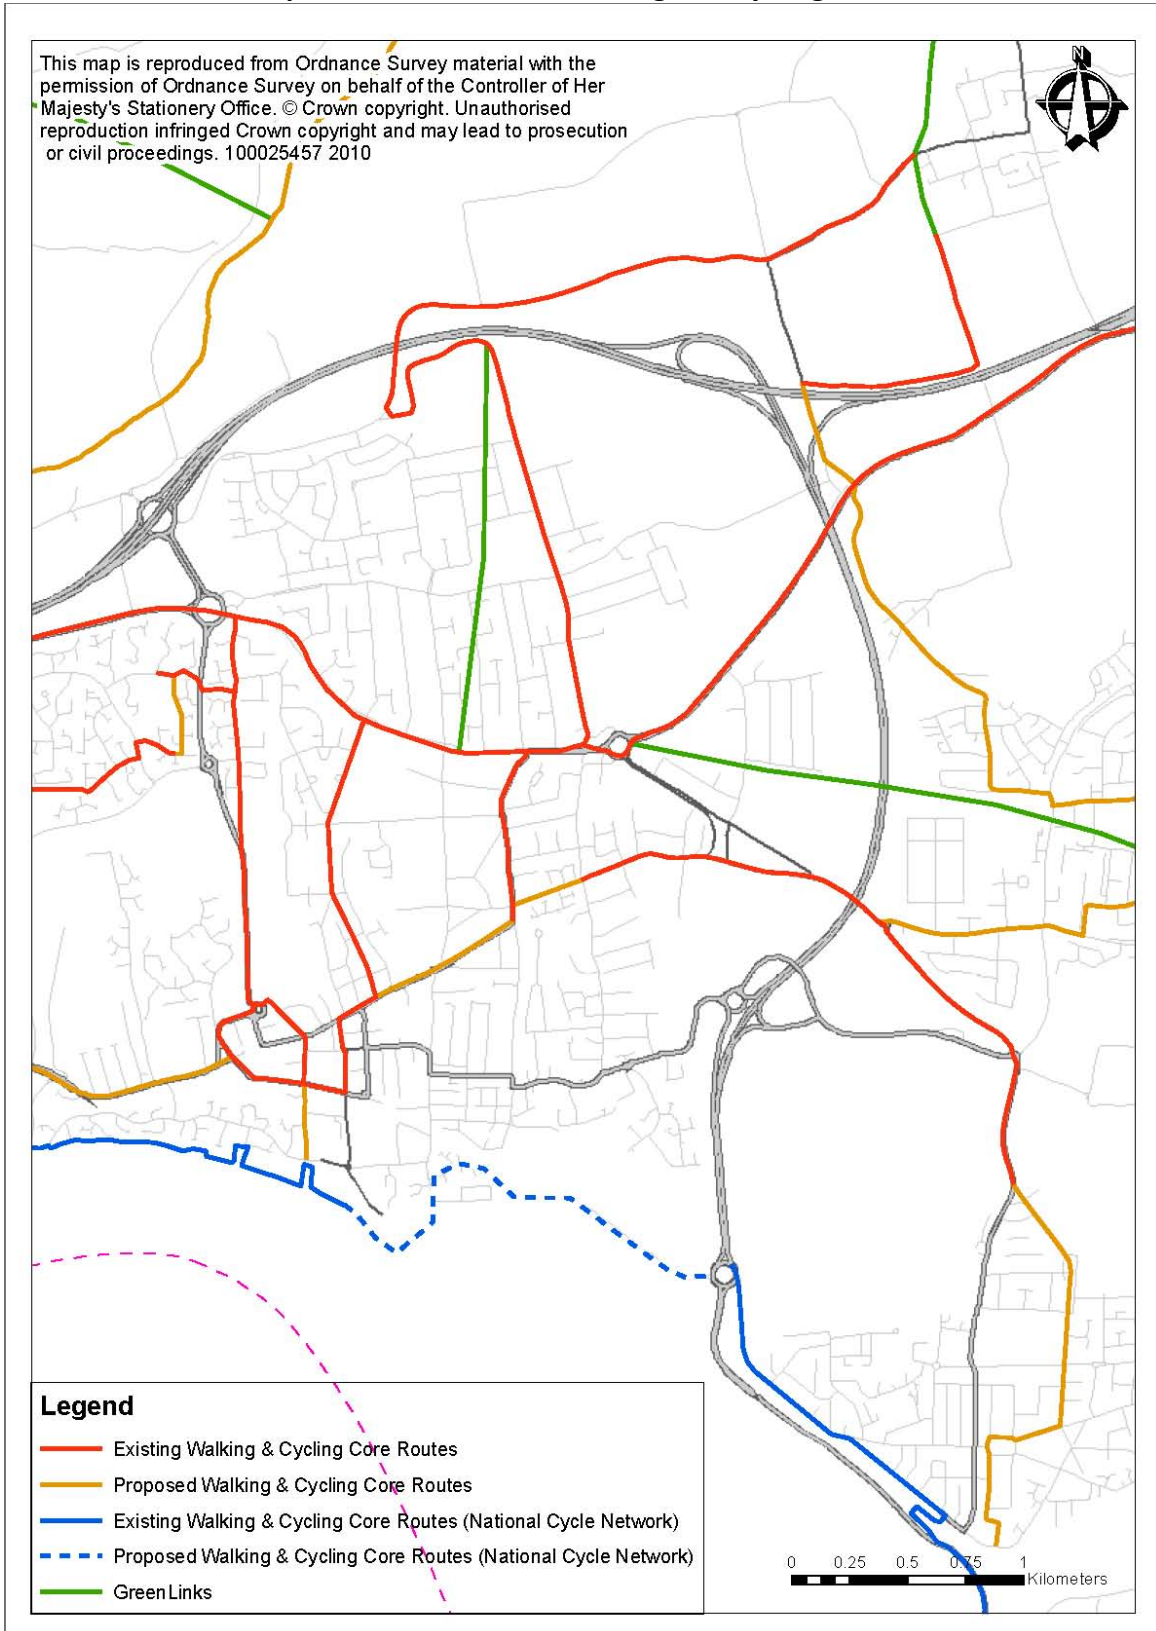 This map is reproduced from Ordnance Survey material with the
permission of Ordnance Survey on behalf of the Controller of Her
Majesty's Stationery Office. © Crown copyright. Unauthorised
reproduction infringed Crown copyright and may lead to prosecution
or civil proceedings. 100025457 2010
N
Legend
Existing Walking & Cycling Core Routes
Proposed Walking & Cycling Core Routes
Existing Walking & Cycling Core Routes (National Cycle Network)
Proposed Walking & Cycling Core Routes (National Cycle Network)
Green Links
0 0.25 0.5 0.75 1
Kilometers